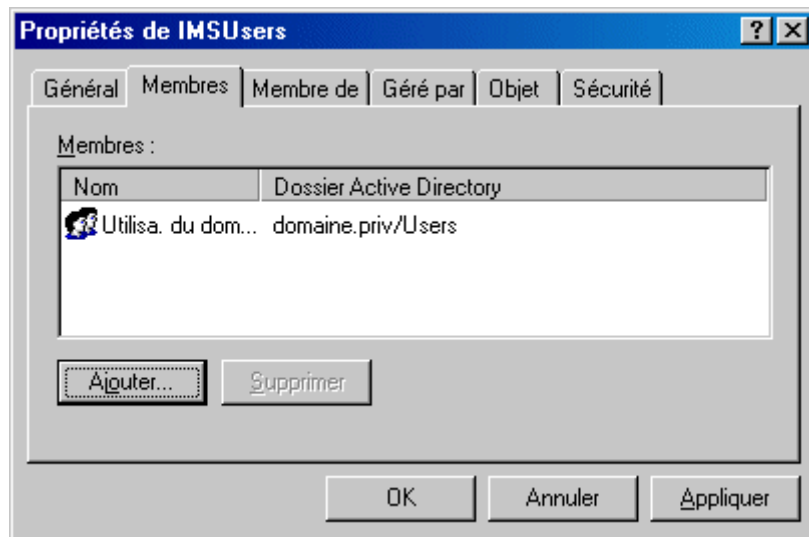 Propriétés de IMSUsers
Général Membres Membre de Géré par Objet Sécurité
Membres :
Nom Dossier Active Directory
Utilisa. du dom... domaine.priv/Users
Ajouter... Supprimer
OK Annuler Appliquer